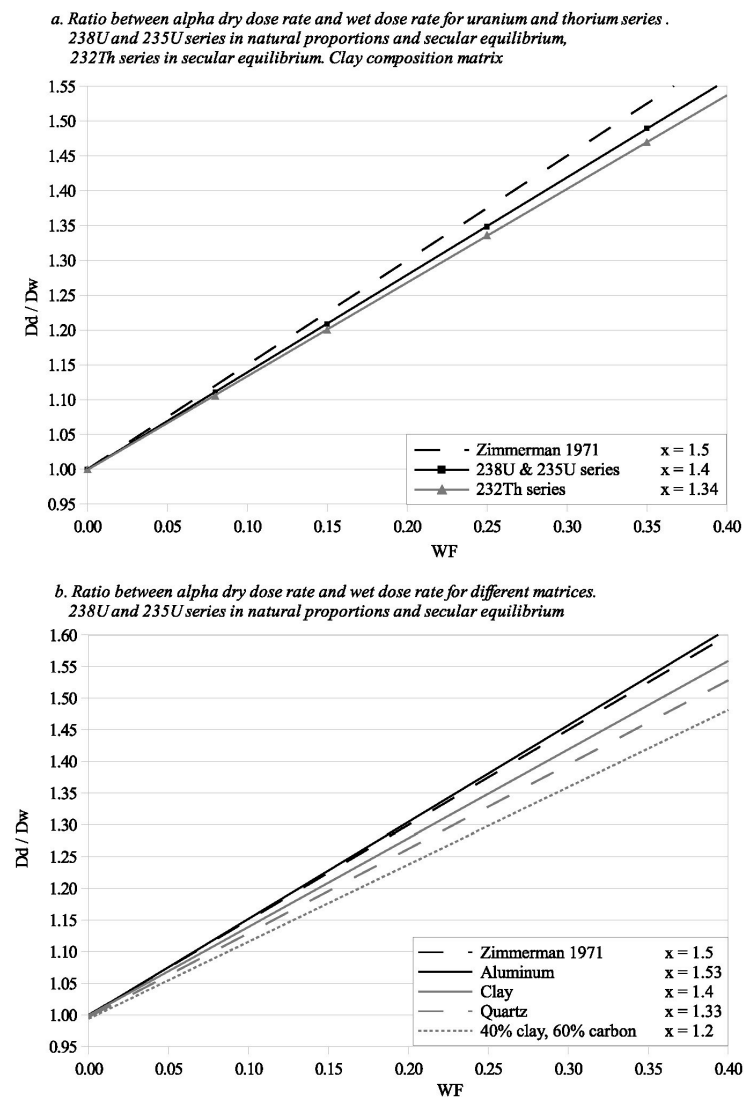 a. Ratio between alpha dry dose rate and wet dose rate for uranium and thorium series .
238U and 235U series in natural proportions and secular equilibrium,
232Th series in secular equilibrium. Clay composition matrix
1.55
1.50
1.45
1.40
1.35
1.30
1.25
1.20
1.15
1.10
1.05
1.00
0.95
Dd / Dw
Zimmerman 1971 x = 1.5
238U & 235U series x = 1.4
232Th series x = 1.34
0.00 0.05 0.10 0.15 0.20 0.25 0.30 0.35 0.40
WF
b. Ratio between alpha dry dose rate and wet dose rate for different matrices.
238U and 235U series in natural proportions and secular equilibrium
1.60
1.55
1.50
1.45
1.40
1.35
1.30
1.25
1.20
1.15
1.10
1.05
1.00
0.95
Dd / Dw
Zimmerman 1971 x = 1.5
Aluminum x = 1.53
Clay x = 1.4
Quartz x = 1.33
40% clay, 60% carbon x = 1.2
0.00 0.05 0.10 0.15 0.20 0.25 0.30 0.35 0.40
WF